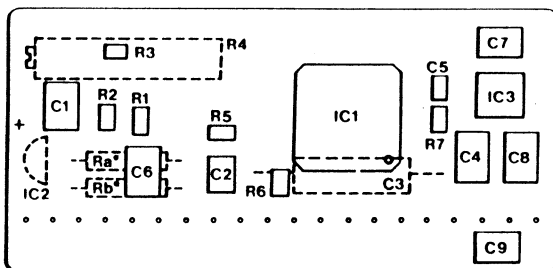 R3
R4
C7
C1
R2
R1
R5
IC1
C5
IC3
R7
+
IC2
Ra*
Rb*
C6
C2
R6
C3
C4
C8
C9